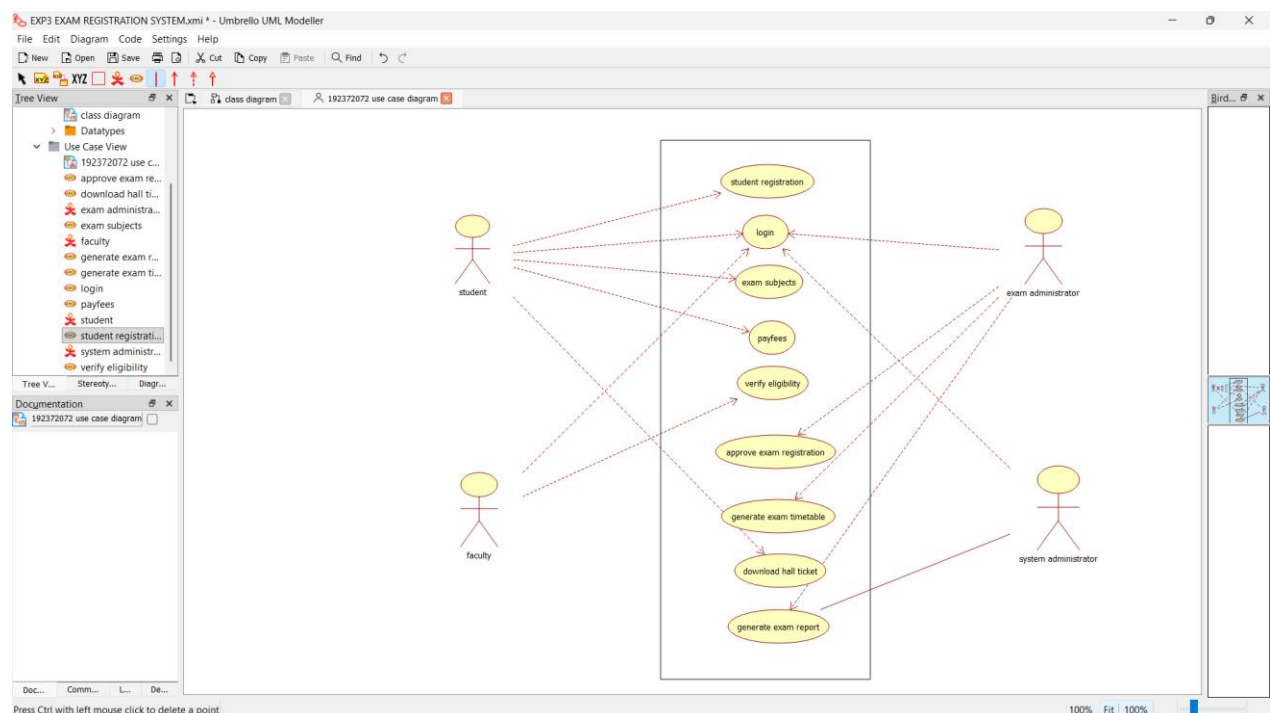 EXP3 EXAM REGISTRATION SYSTEM.xmi * - Umbrello UML Modeller
File Edit Diagram Code Settings Help
New Open Save Cut Copy Paste Find
XYZ XYZ
Tree View
class diagram 192372072 use case diagram
Bird...
class diagram
Datatypes
Use Case View
192372072 use c...
approve exam re...
download hall ti...
exam administra...
exam subjects
faculty
generate exam r...
generate exam ti...
login
payfees
student
student registrati...
system administr...
verify eligibility
Tree V... Stereoty... Diagr...
Documentation
192372072 use case diagram
student registration
login
exam subjects
payfees
verify eligibility
approve exam registration
generate exam timetable
download hall ticket
generate exam report
student
faculty
exam administrator
system administrator
Doc... Comm... L... De...
Press Ctrl with left mouse click to delete a point
100% Fit 100%